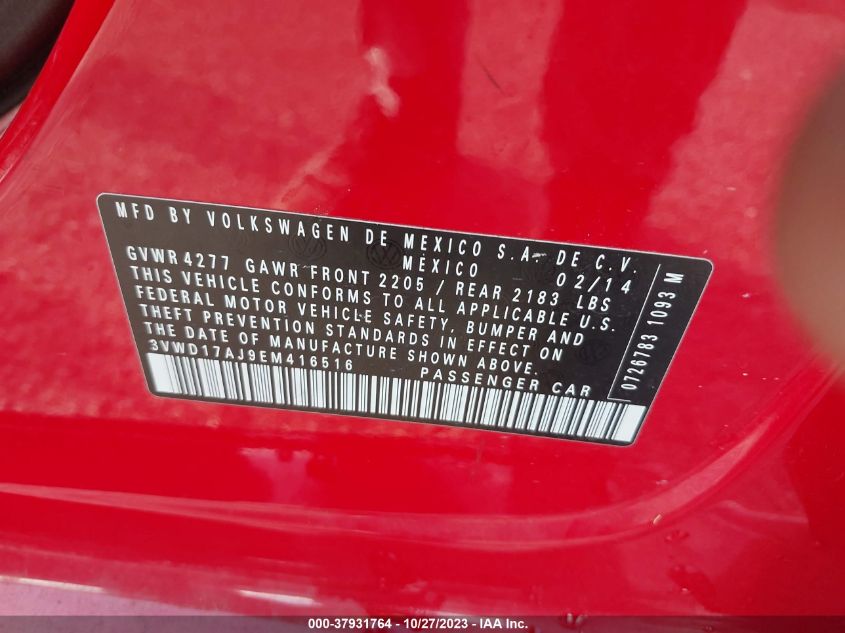 MFD BY VOLKSWAGEN DE MEXICO S.A. DE C.V.
MEXICO 02/14
GVWR 4277 GAWR FRONT 2205 / REAR 2183 LBS
THIS VEHICLE CONFORMS TO ALL APPLICABLE U.S.
FEDERAL MOTOR VEHICLE SAFETY, BUMPER AND
THEFT PREVENTION STANDARDS IN EFFECT ON
THE DATE OF MANUFACTURE SHOWN ABOVE.
3VWD17AJ9EM416516 PASSENGER CAR
0726783 1093 M
000-37931764 - 10/27/2023 - IAA Inc.